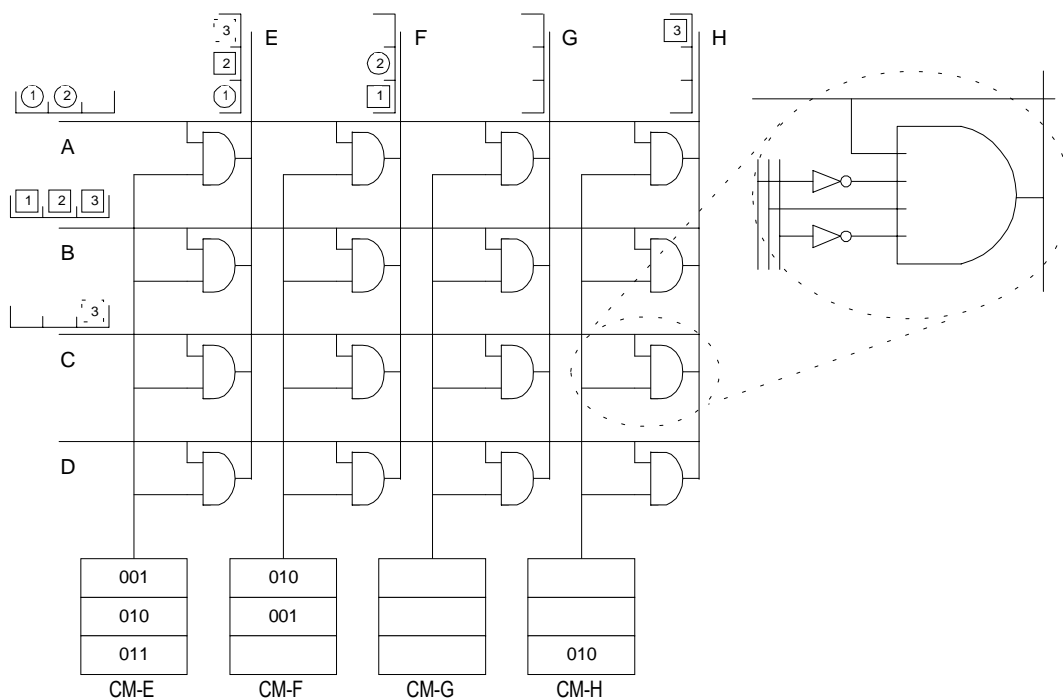 3 E F G 3 H
2 2
1 2 1 1
A
1 2 3
B
3
C
D
001 010
010 001
011 010
CM-E CM-F CM-G CM-H